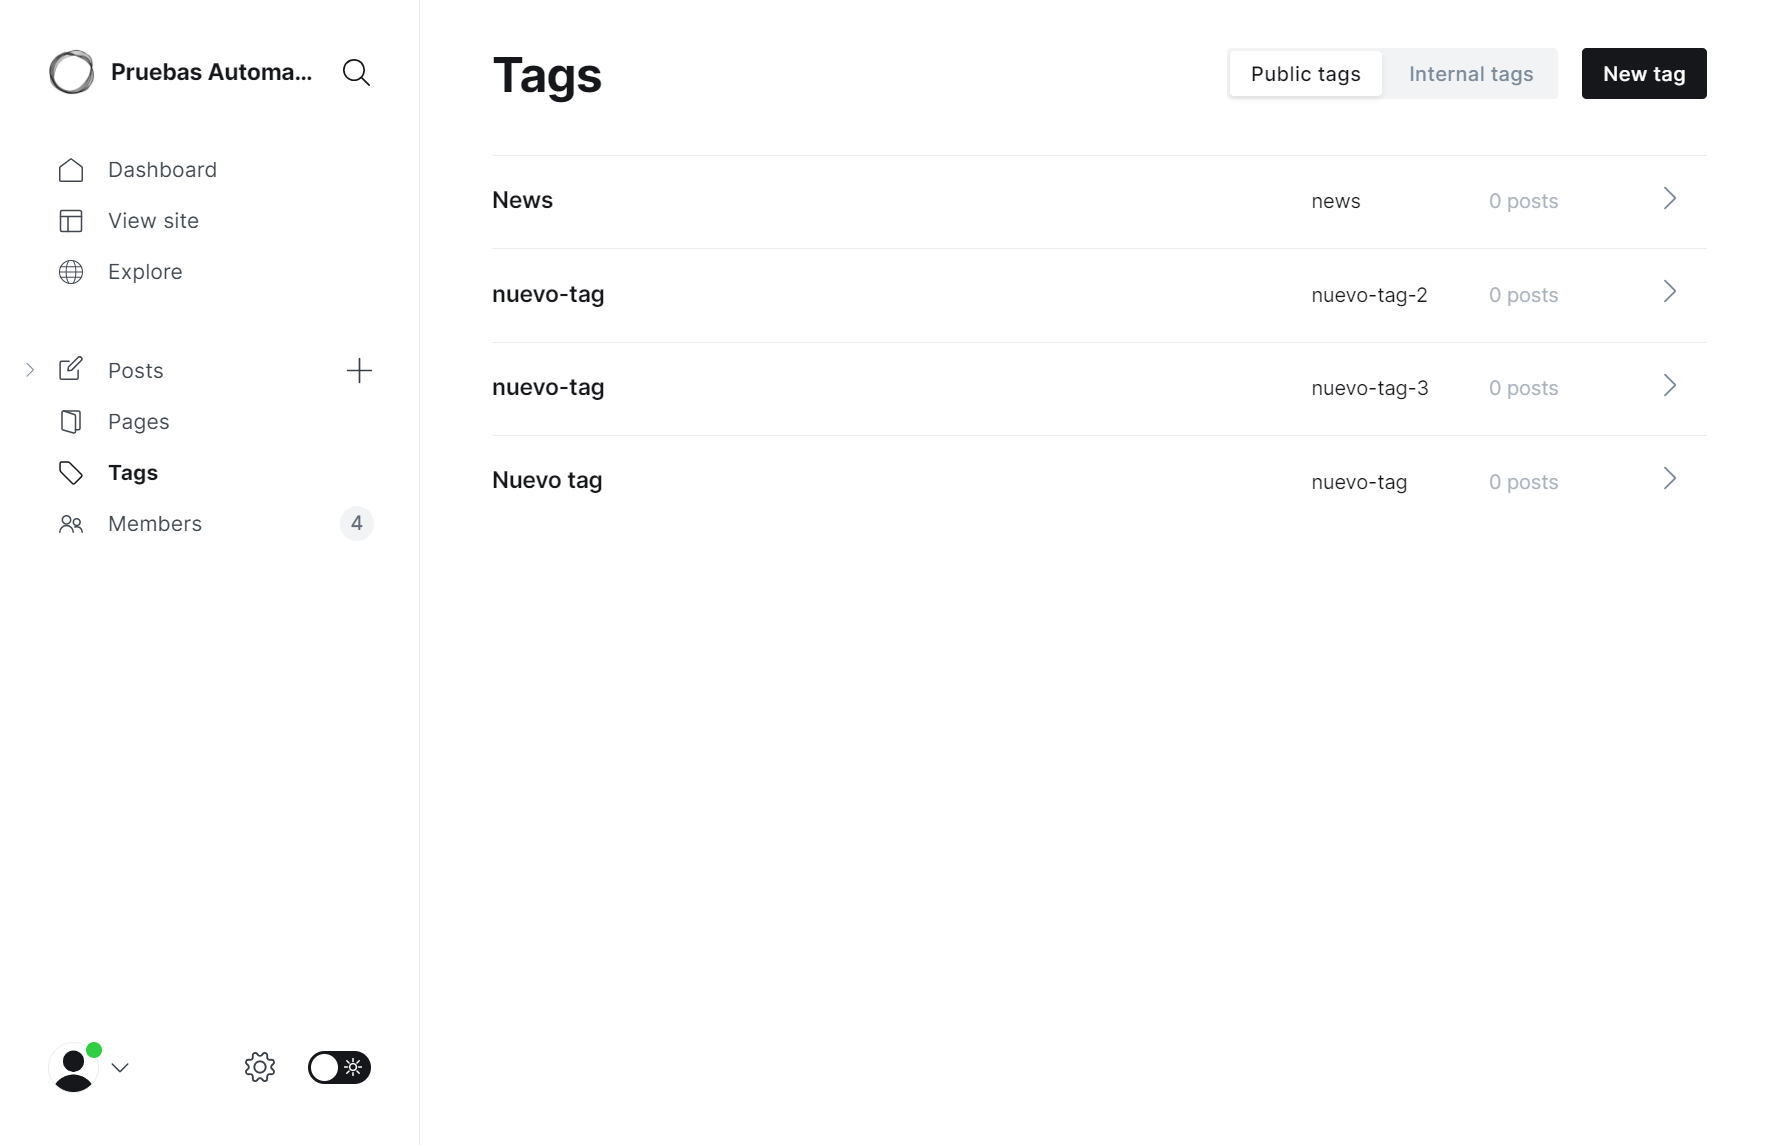 Pruebas Automa...
Dashboard
View site
Explore
Posts
Pages
Tags
Members 4
Tags
Public tags Internal tags New tag
News news 0 posts
nuevo-tag nuevo-tag-2 0 posts
nuevo-tag nuevo-tag-3 0 posts
Nuevo tag nuevo-tag 0 posts